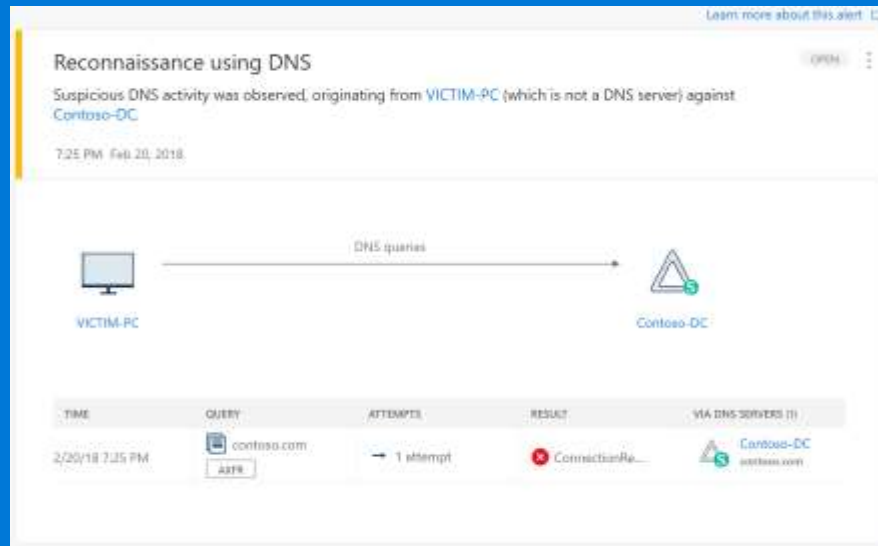 Learn more about this alert
Reconnaissance using DNS
OPEN
Suspicious DNS activity was observed, originating from VICTIM-PC (which is not a DNS server) against
Contoso-DC.
7:25 PM Feb 20, 2018
DNS queries
VICTIM-PC
Contoso-DC
TIME QUERY ATTEMPTS RESULT VIA DNS SERVERS (1)
2/20/18 7:25 PM contoso.com → 1 attempt ConnectionRe... Contoso-DC
AXFR contoso.com